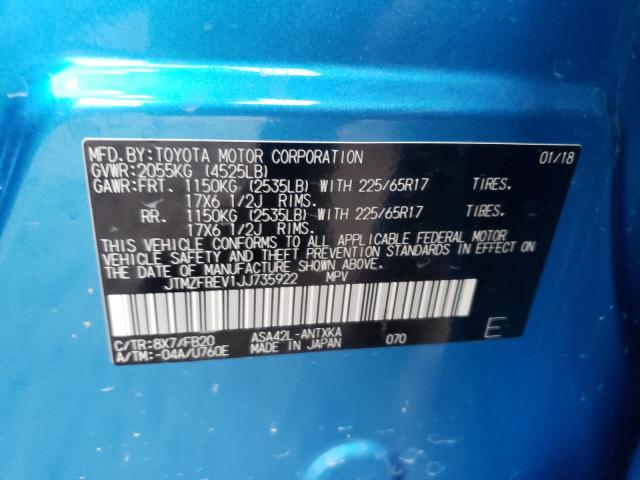 MFD.BY:TOYOTA MOTOR CORPORATION 01/18
GVWR:2055KG (4525LB)
GAWR:FRT. 1150KG (2535LB) WITH 225/65R17 TIRES.
17X6 1/2J RIMS.
RR. 1150KG (2535LB) WITH 225/65R17 TIRES.
17X6 1/2J RIMS.
THIS VEHICLE CONFORMS TO ALL APPLICABLE FEDERAL MOTOR
VEHICLE SAFETY AND THEFT PREVENTION STANDARDS IN EFFECT ON
THE DATE OF MANUFACTURE SHOWN ABOVE.
JTMZFREV1JJ735922 MPV
C/TR:8X7/FB20 ASA42L-ANTXKA 070 E
A/TM:-04A/U760E MADE IN JAPAN